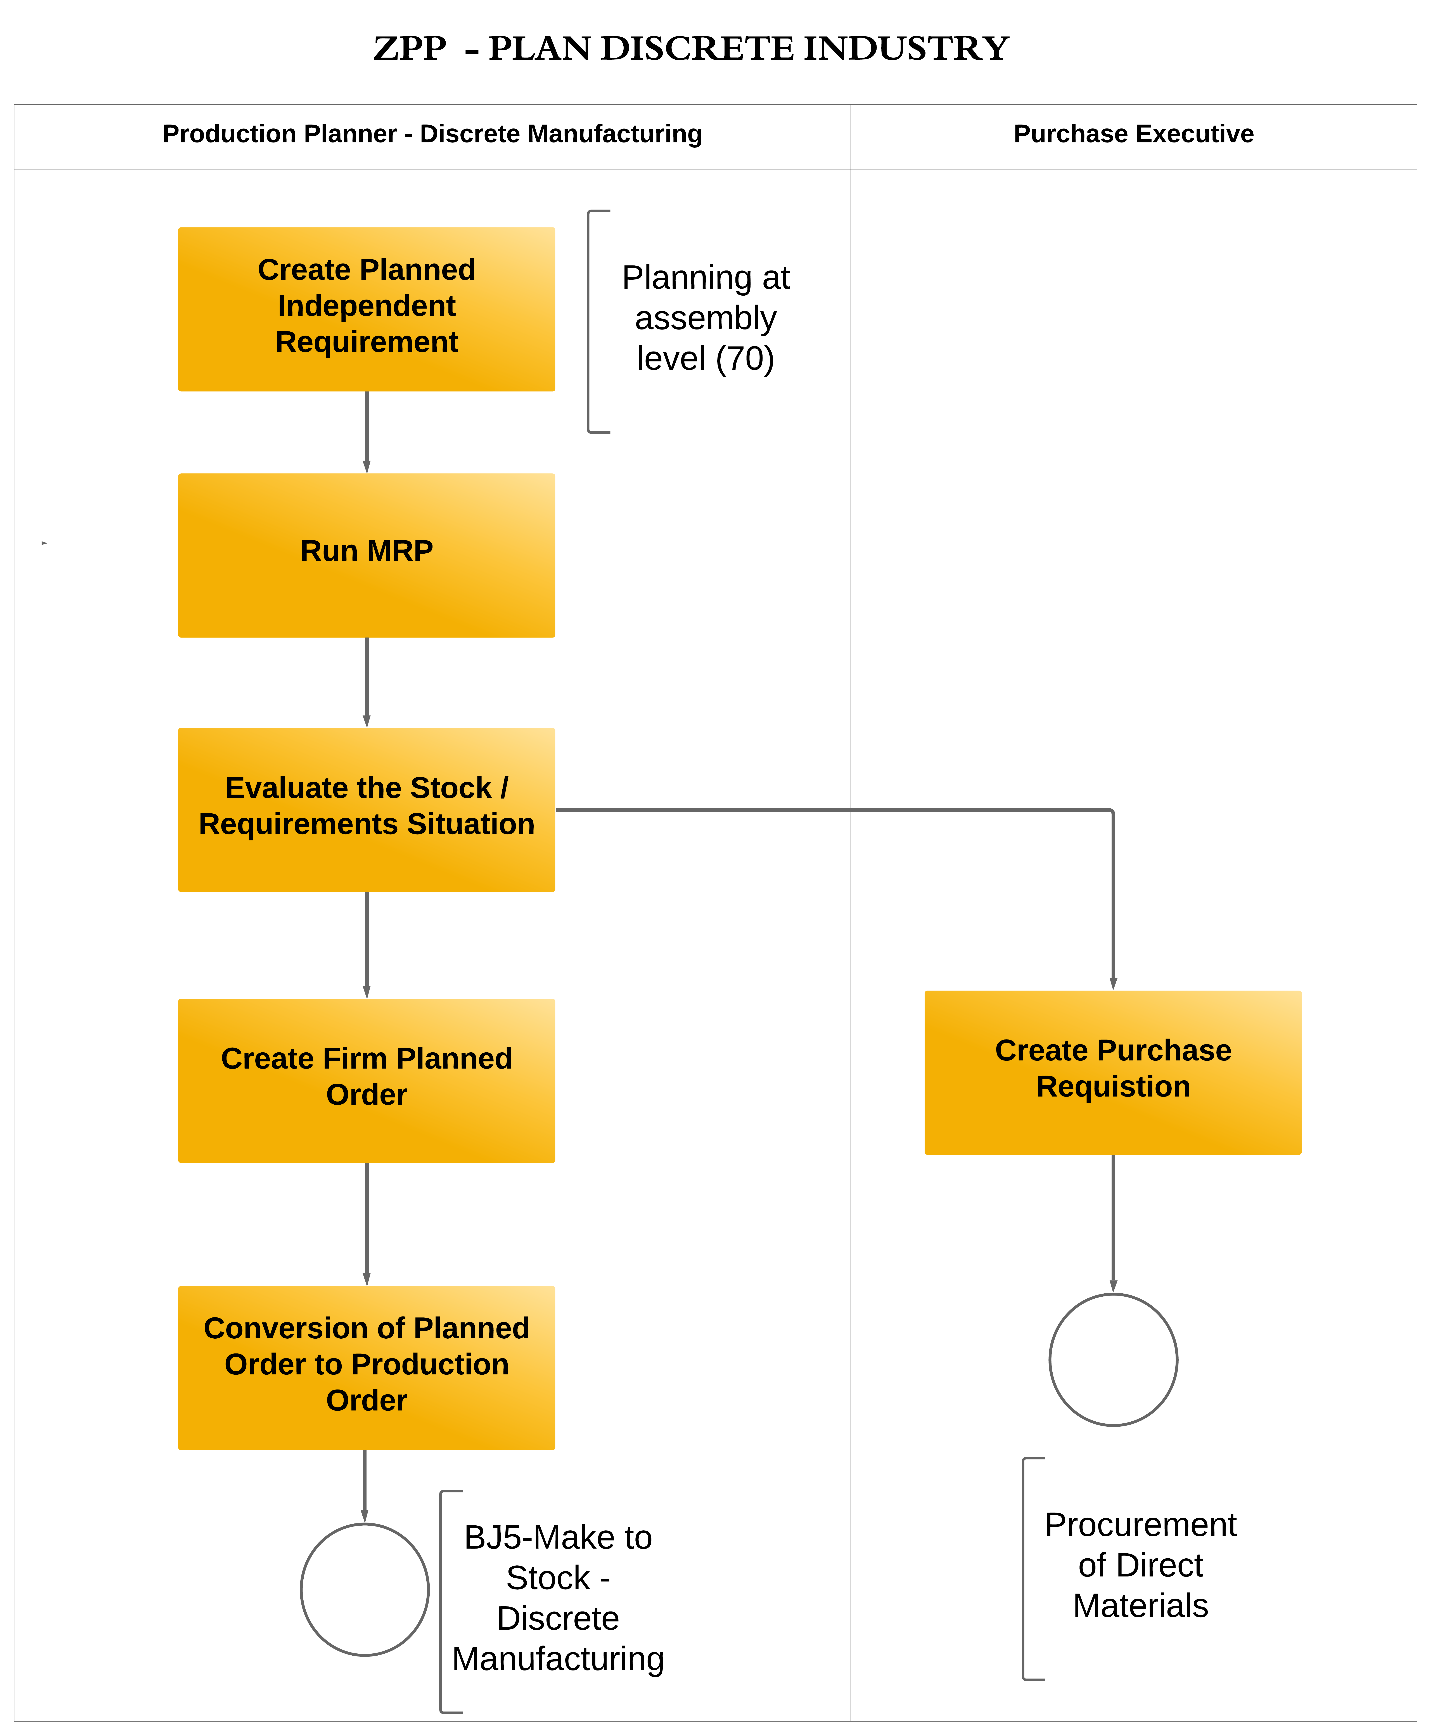 ZPP - PLAN DISCRETE INDUSTRY
Production Planner - Discrete Manufacturing
Purchase Executive
Create Planned
Independent
Requirement
Planning at
assembly
level (70)
Run MRP
Evaluate the Stock /
Requirements Situation
Create Firm Planned
Order
Create Purchase
Requistion
Conversion of Planned
Order to Production
Order
BJ5-Make to
Stock -
Discrete
Manufacturing
Procurement
of Direct
Materials